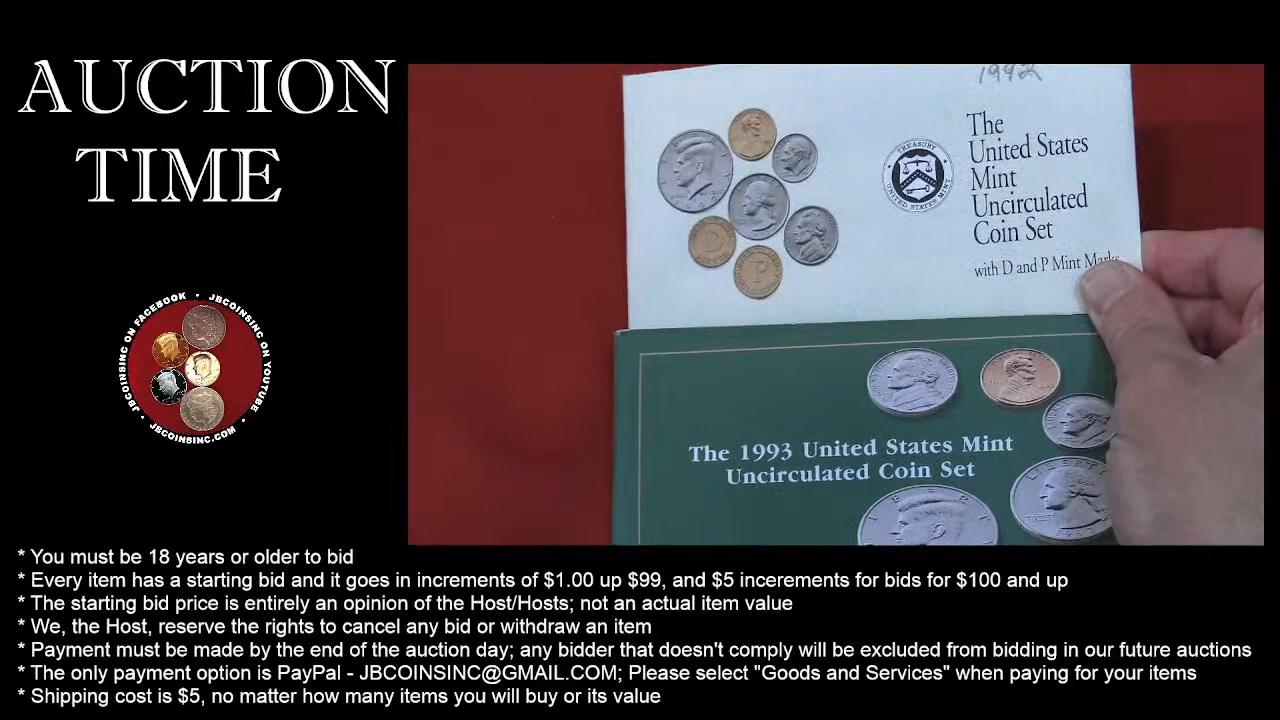 AUCTION
TIME
JBCOINSINC ON FACEBOOK • JBCOINSINC ON YOUTUBE • JBCOINSINC.COM •
1992
The
United States
Mint
Uncirculated
Coin Set
with D and P Mint Marks
TREASURY
UNITED STATES MINT
D
P
The 1993 United States Mint
Uncirculated Coin Set
LIBERTY
* You must be 18 years or older to bid
* Every item has a starting bid and it goes in increments of $1.00 up $99, and $5 incerements for bids for $100 and up
* The starting bid price is entirely an opinion of the Host/Hosts; not an actual item value
* We, the Host, reserve the rights to cancel any bid or withdraw an item
* Payment must be made by the end of the auction day; any bidder that doesn't comply will be excluded from bidding in our future auctions
* The only payment option is PayPal - JBCOINSINC@GMAIL.COM; Please select "Goods and Services" when paying for your items
* Shipping cost is $5, no matter how many items you will buy or its value